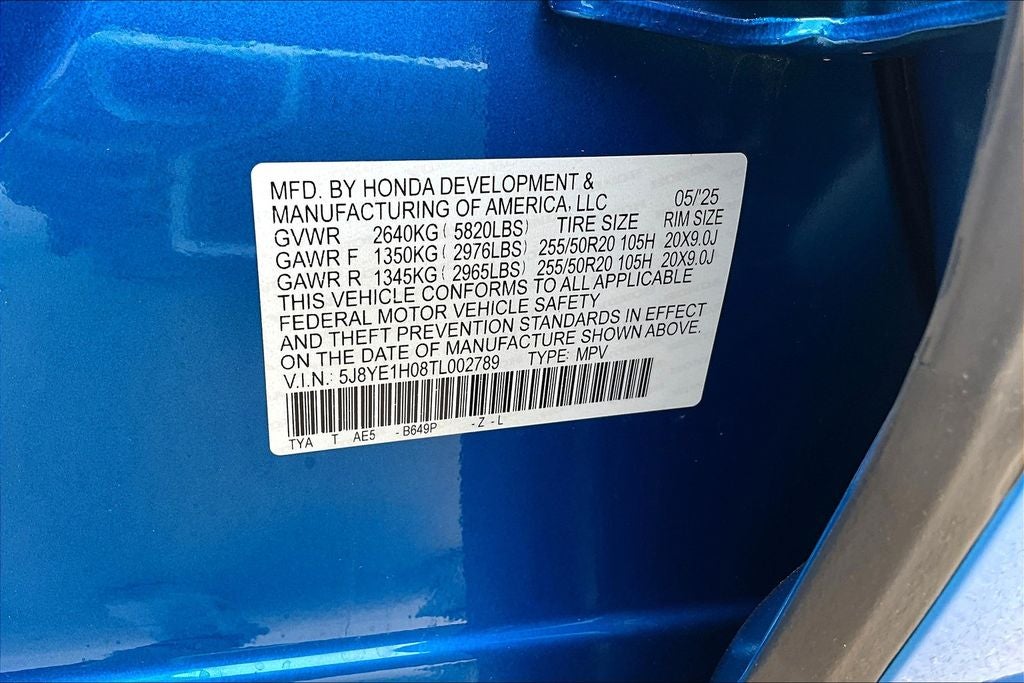 MFD. BY HONDA DEVELOPMENT &
MANUFACTURING OF AMERICA, LLC 05/'25
GVWR 2640KG ( 5820LBS) TIRE SIZE RIM SIZE
GAWR F 1350KG ( 2976LBS) 255/50R20 105H 20X9.0J
GAWR R 1345KG ( 2965LBS) 255/50R20 105H 20X9.0J
THIS VEHICLE CONFORMS TO ALL APPLICABLE
FEDERAL MOTOR VEHICLE SAFETY
AND THEFT PREVENTION STANDARDS IN EFFECT
ON THE DATE OF MANUFACTURE SHOWN ABOVE.
V.I.N.: 5J8YE1H08TL002789 TYPE: MPV
TYA T AE5 - B649P - Z - L